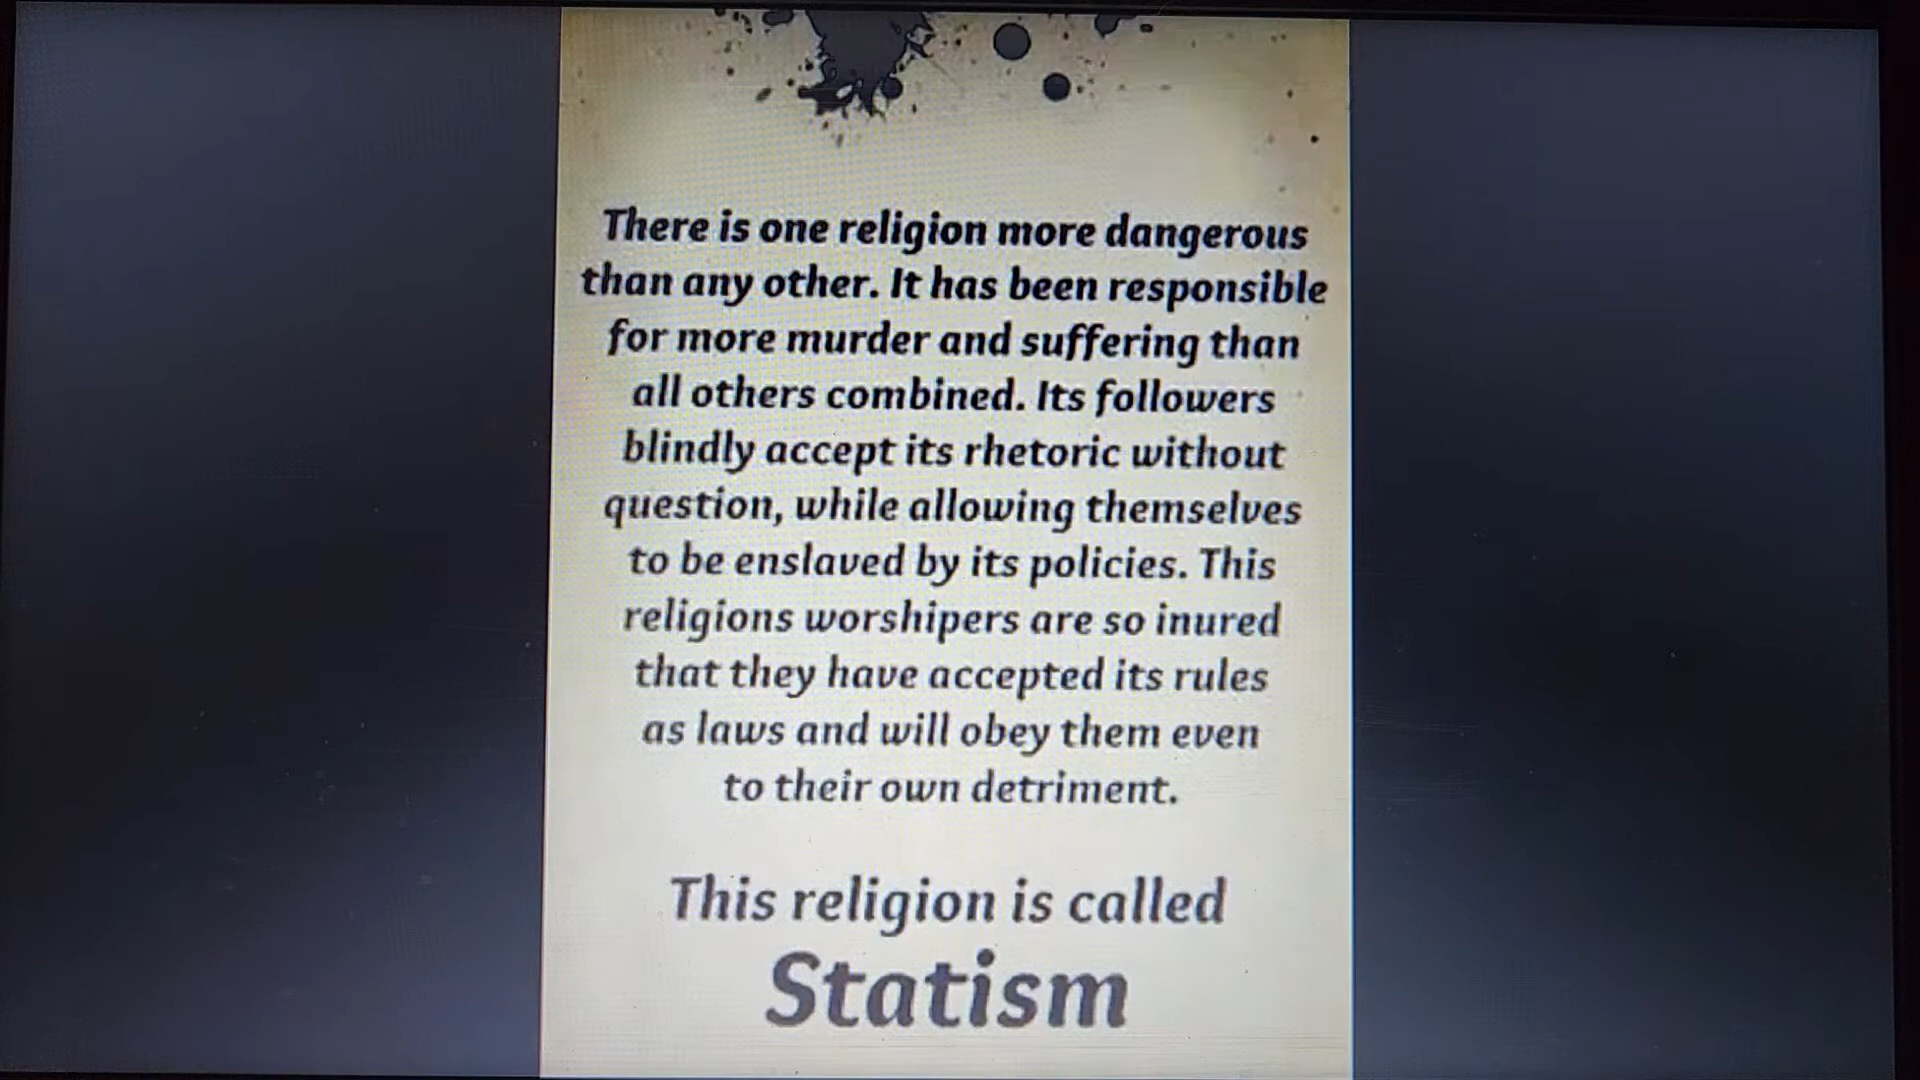 There is one religion more dangerous
than any other. It has been responsible
for more murder and suffering than
all others combined. Its followers
blindly accept its rhetoric without
question, while allowing themselves
to be enslaved by its policies. This
religions worshipers are so inured
that they have accepted its rules
as laws and will obey them even
to their own detriment.
This religion is called
Statism